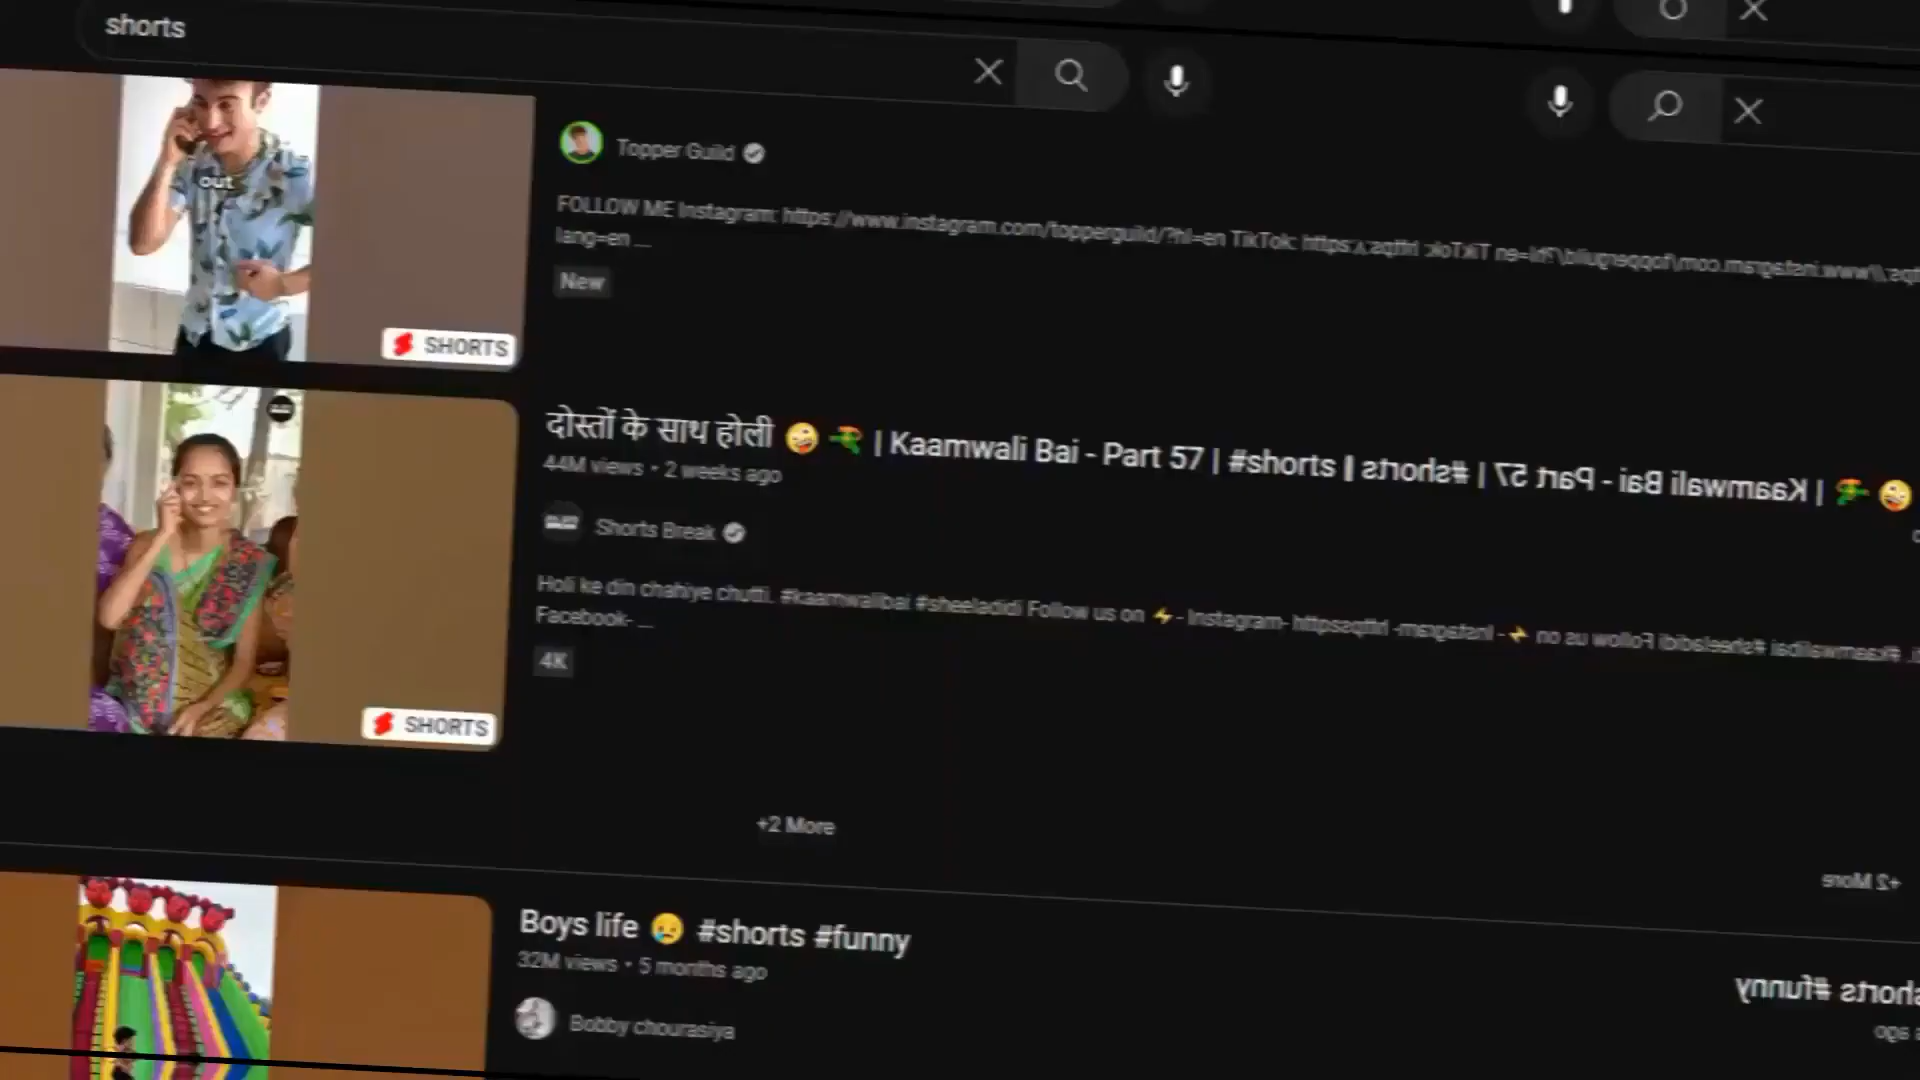 shorts
out
SHORTS
Topper Guild
FOLLOW ME Instagram: https://www.instagram.com/topperguild/?hl=en TikTok: https:
lang=en ...
New
दोस्तों के साथ होली 🤪 🔫 | Kaamwali Bai - Part 57 | #shorts |
44M views • 2 weeks ago
Shorts Break
Holi ke din chahiye chutti.. #kaamwalibai #sheeladidi Follow us on ⚡- Instagram- https
Facebook- ...
4K
SHORTS
+2 More
Boys life 😢 #shorts #funny
32M views • 5 months ago
Bobby chourasiya